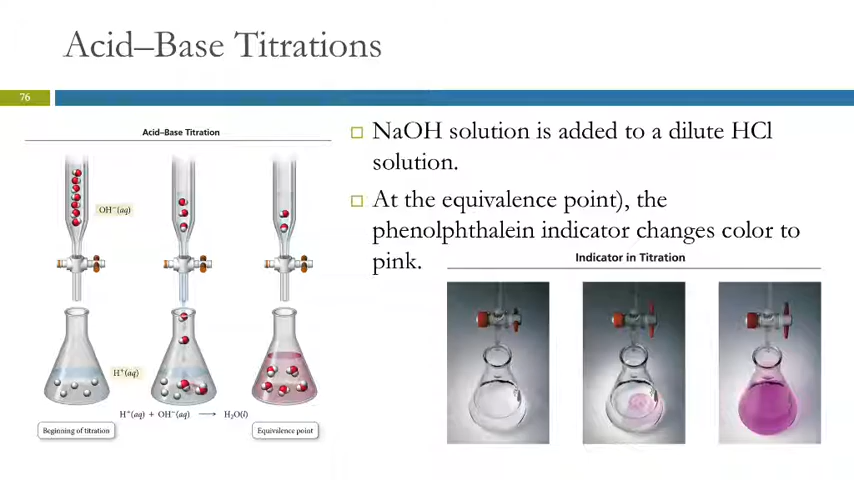 Acid–Base Titrations
76
Acid–Base Titration
OH⁻(aq)
H⁺(aq)
H⁺(aq) + OH⁻(aq) ⟶ H₂O(l)
Beginning of titration
Equivalence point
NaOH solution is added to a dilute HCl
solution.
At the equivalence point), the
phenolphthalein indicator changes color to
pink.
Indicator in Titration